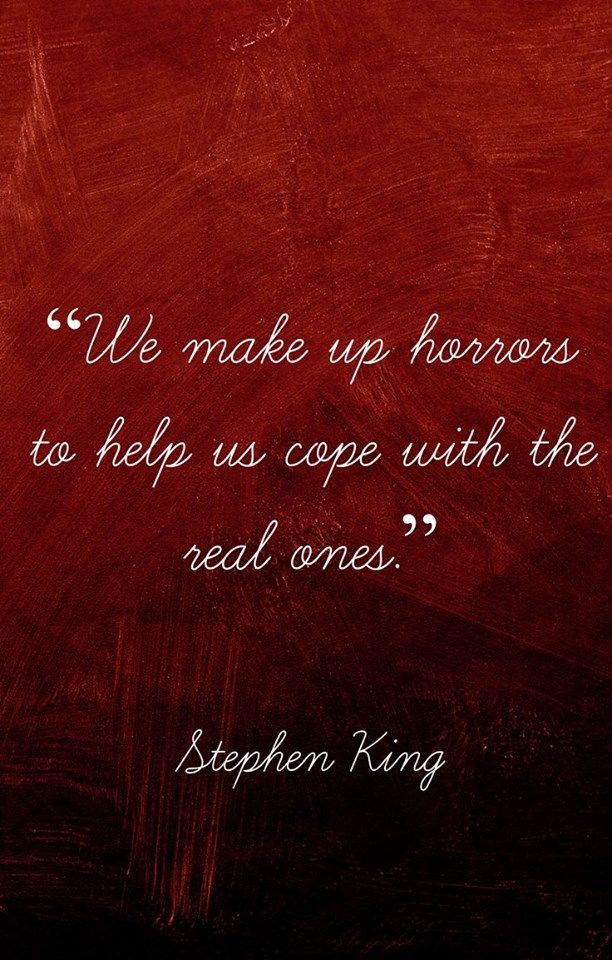 “We make up horrors
to help us cope with the
real ones.”
Stephen King